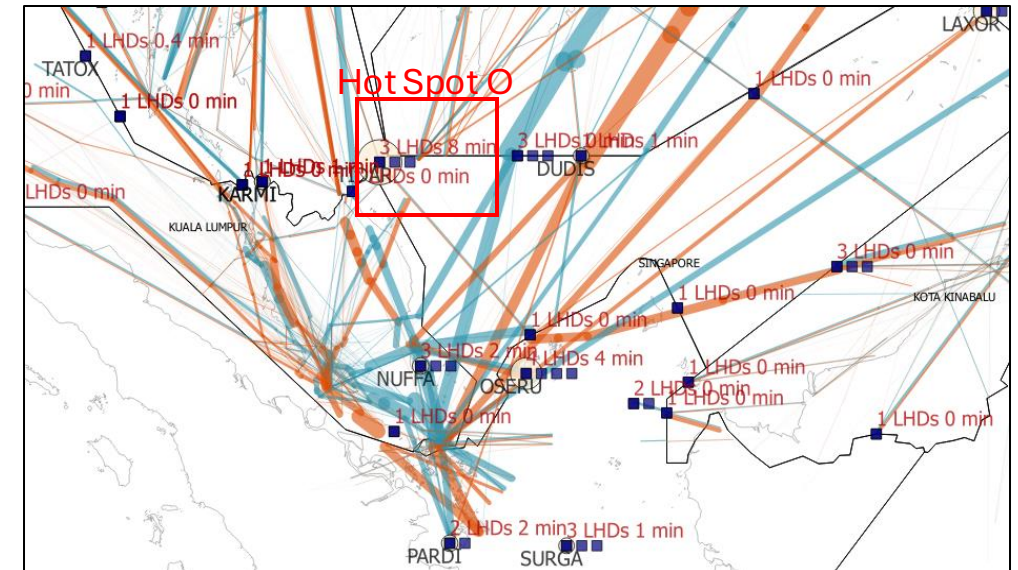 LAXOR
1 LHDs 0,4 min
TATOX
0 min
1 LHDs 0 min
Hot Spot O
1 LHDs 0 min
3 LHDs 8 min
LHDs 0 min
3 LHDs 0
LHDs 1 min
DUDIS
LHDs 0 min
KARMI
KUALA LUMPUR
SINGAPORE
3 LHDs 0 min
KOTA KINABALU
1 LHDs 0 min
1 LHDs 0 min
3 LHDs 2 min
LHDs 4 min
NUFFA
OSERU
1 LHDs 0 min
2 LHDs 0 min
1 LHDs 0 min
1 LHDs 0 min
1 LHDs 0 min
2 LHDs 2 min
3 LHDs 1 min
PARDI
SURGA